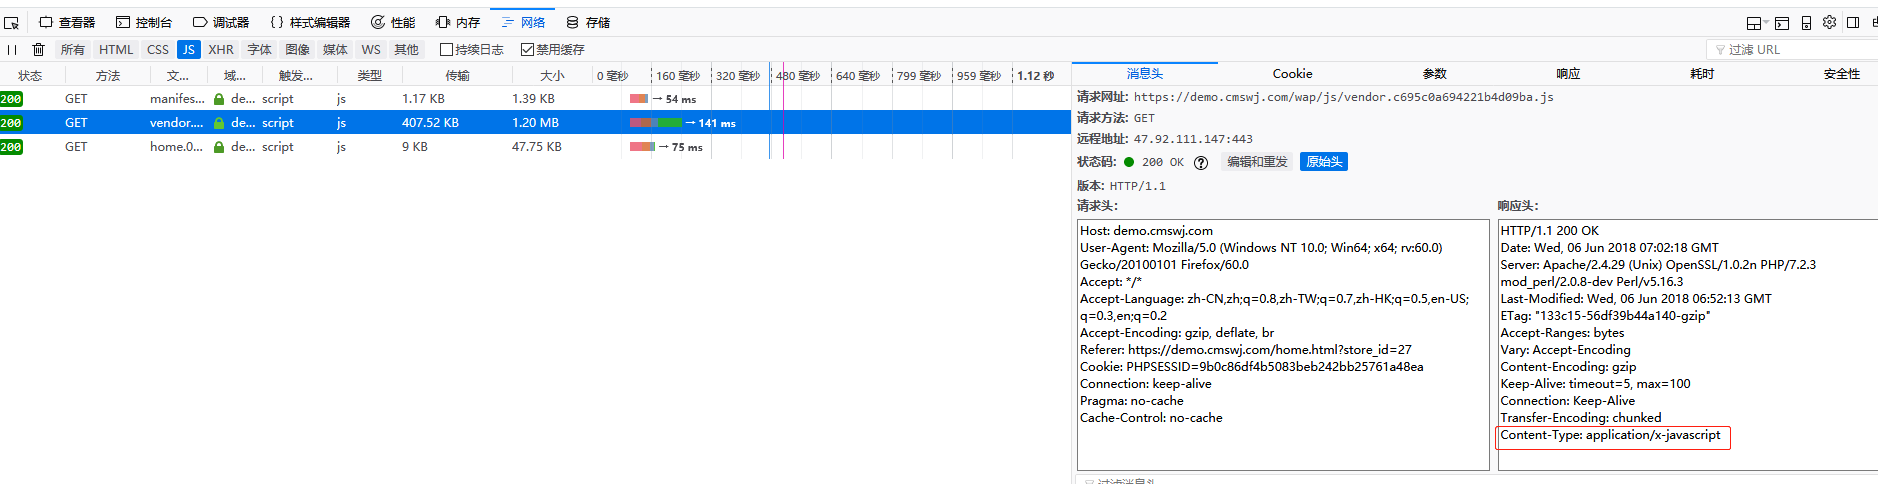 查看器 控制台 调试器 {} 样式编辑器 性能 内存 网络 存储
所有 HTML CSS JS XHR 字体 图像 媒体 WS 其他 持续日志 禁用缓存 过滤 URL
状态 方法 文... 域... 触发... 类型 传输 大小 0 毫秒 160 毫秒 320 毫秒 480 毫秒 640 毫秒 799 毫秒 959 毫秒 1.12 秒
200 GET manifes... de... script js 1.17 KB 1.39 KB → 54 ms
200 GET vendor.... de... script js 407.52 KB 1.20 MB → 141 ms
200 GET home.0... de... script js 9 KB 47.75 KB → 75 ms
消息头 Cookie 参数 响应 耗时 安全性
请求网址: https://demo.cmswj.com/wap/js/vendor.c695c0a694221b4d09ba.js
请求方法: GET
远程地址: 47.92.111.147:443
状态码: 200 OK ? 编辑和重发 原始头
版本: HTTP/1.1
请求头:
Host: demo.cmswj.com
User-Agent: Mozilla/5.0 (Windows NT 10.0; Win64; x64; rv:60.0)
Gecko/20100101 Firefox/60.0
Accept: */*
Accept-Language: zh-CN,zh;q=0.8,zh-TW;q=0.7,zh-HK;q=0.5,en-US;
q=0.3,en;q=0.2
Accept-Encoding: gzip, deflate, br
Referer: https://demo.cmswj.com/home.html?store_id=27
Cookie: PHPSESSID=9b0c86df4b5083beb242bb25761a48ea
Connection: keep-alive
Pragma: no-cache
Cache-Control: no-cache
响应头:
HTTP/1.1 200 OK
Date: Wed, 06 Jun 2018 07:02:18 GMT
Server: Apache/2.4.29 (Unix) OpenSSL/1.0.2n PHP/7.2.3
mod_perl/2.0.8-dev Perl/v5.16.3
Last-Modified: Wed, 06 Jun 2018 06:52:13 GMT
ETag: "133c15-56df39b44a140-gzip"
Accept-Ranges: bytes
Vary: Accept-Encoding
Content-Encoding: gzip
Keep-Alive: timeout=5, max=100
Connection: Keep-Alive
Transfer-Encoding: chunked
Content-Type: application/x-javascript
过滤消息头